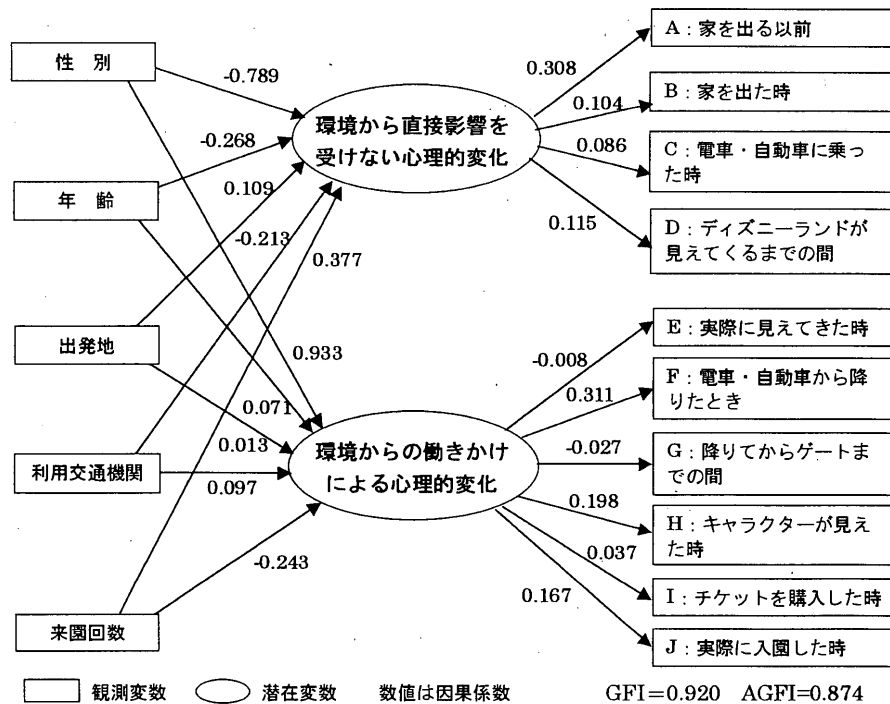 性 別
年 齢
出発地
利用交通機関
来園回数
-0.789
-0.268
0.109
-0.213
0.377
0.933
0.071
0.013
0.097
-0.243
環境から直接影響を
受けない心理的変化
環境からの働きかけ
による心理的変化
0.308
0.104
0.086
0.115
-0.008
0.311
-0.027
0.198
0.037
0.167
A:家を出る以前
B:家を出た時
C:電車・自動車に乗っ
た時
D:ディズニーランドが
見えてくるまでの間
E:実際に見えてきた時
F:電車・自動車から降
りたとき
G:降りてからゲートま
での間
H:キャラクターが見え
た時
I:チケットを購入した時
J:実際に入園した時
観測変数 潜在変数 数値は因果係数 GFI=0.920 AGFI=0.874